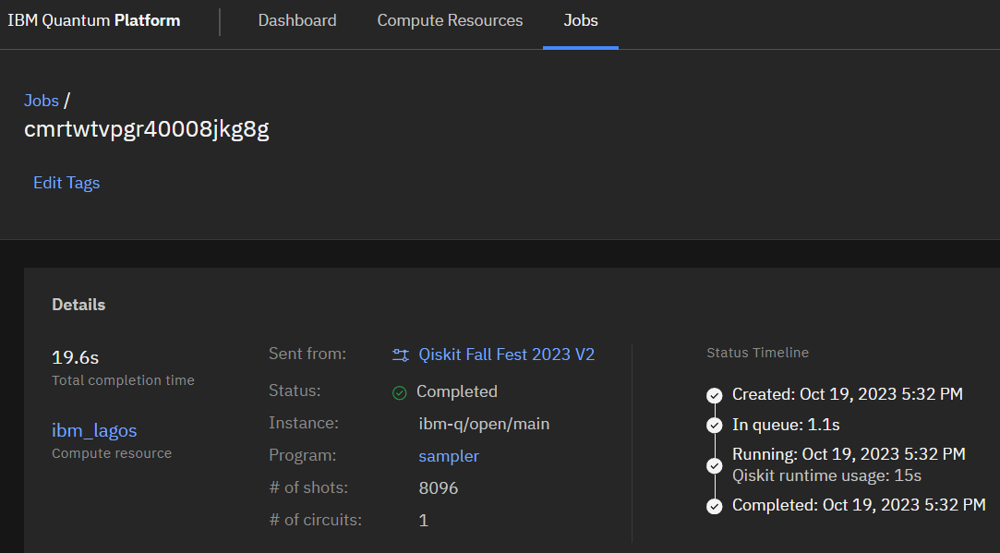 IBM Quantum Platform
Dashboard
Compute Resources
Jobs
Jobs /
cmrtwtvpgr40008jkg8g
Edit Tags
Details
19.6s
Total completion time
ibm_lagos
Compute resource
Sent from: Qiskit Fall Fest 2023 V2
Status: Completed
Instance: ibm-q/open/main
Program: sampler
# of shots: 8096
# of circuits: 1
Status Timeline
Created: Oct 19, 2023 5:32 PM
In queue: 1.1s
Running: Oct 19, 2023 5:32 PM
Qiskit runtime usage: 15s
Completed: Oct 19, 2023 5:32 PM